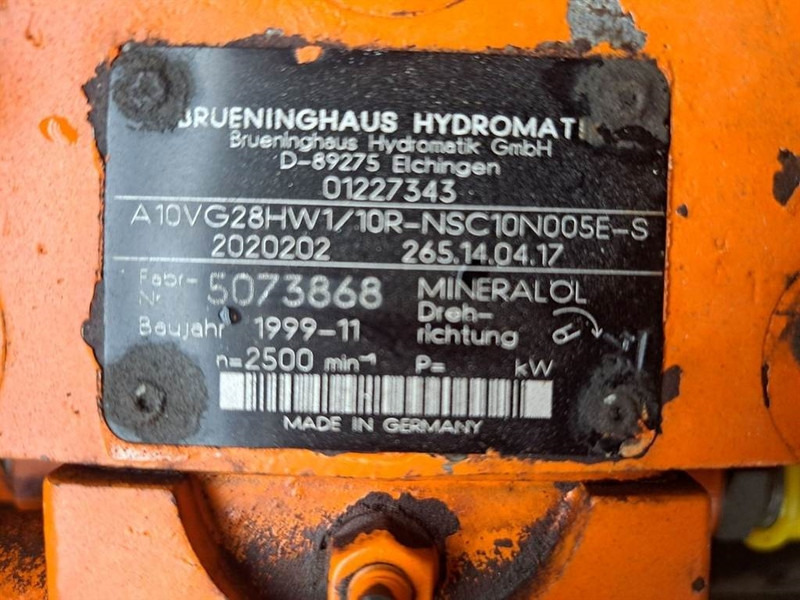 BRUENINGHAUS HYDROMATI
Brueninghaus Hydromatik GmbH
D-89275 Elchingen
01227343
A10VG28HW1/10R-NSC10N005E-S
2020202 265.14.04.17
Fabr-Nr. 5073868 MINERALÖL
Baujahr 1999-11 Dreh-
richtung
n=2500 min⁻¹ P= kW
MADE IN GERMANY